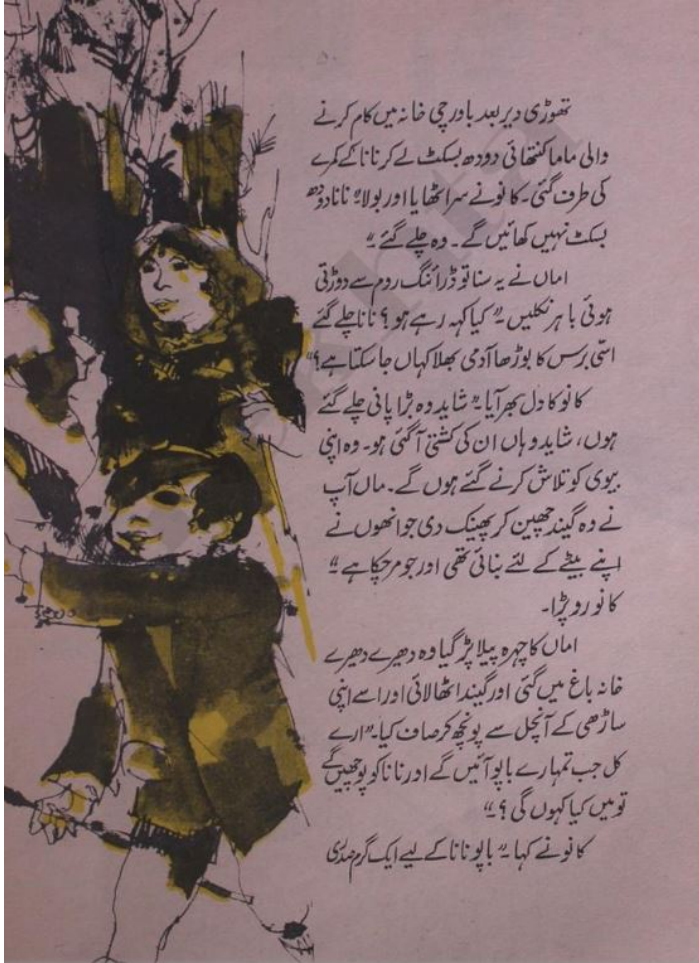 تھوڑی دیر بعد باورچی خانہ میں کام کرنے
والی ماما کنتھائی دودھ بسکٹ لے کر نانا کے کمرے
کی طرف گئی۔ کانو نے سر اٹھایا اور بولا۔" نانا دودھ
بسکٹ نہیں کھائیں گے۔ وہ چلے گئے۔"
اماں نے یہ سنا تو ڈرائنگ روم سے دوڑتی
ہوئی باہر نکلیں۔" کیا کہہ رہے ہو؟ نانا چلے گئے
اسّی برس کا بوڑھا آدمی بھلا کہاں جا سکتا ہے؟"
کانو کا دل بھر آیا۔" شاید وہ بڑا پانی چلے گئے
ہوں، شاید وہاں ان کی کشتی آگئی ہو۔ وہ اپنی
بیوی کو تلاش کرنے گئے ہوں گے۔ ماں آپ
نے وہ گیند چھین کر پھینک دی جو انھوں نے
اپنے بیٹے کے لئے بنائی تھی اور جو مرچکا ہے۔"
کانو رو پڑا۔
اماں کا چہرہ پیلا پڑ گیا وہ دھیرے دھیرے
خانہ باغ میں گئی اور گیند اٹھا لائی اور اسے اپنی
ساڑھی کے آنچل سے پونچھ کر صاف کیا۔" ارے
کل جب تمہارے باپو آئیں گے اور نانا کو پوچھیں گے
تو میں کیا کہوں گی؟"
کانو نے کہا۔" باپو نانا کے لیے ایک گرم صدری